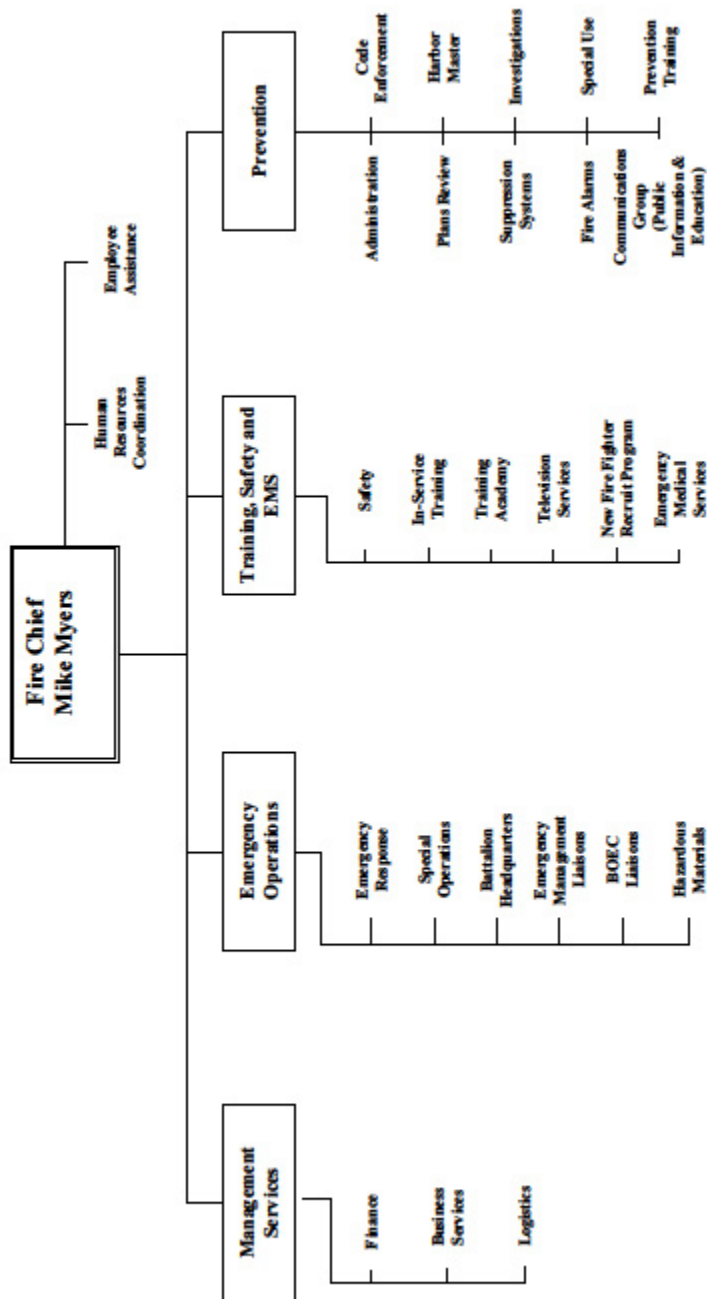 Fire Chief
Mike Myers
Human
Resources
Coordination
Employee
Assistance
Management
Services
Finance
Business
Services
Logistics
Emergency
Operations
Emergency
Response
Special
Operations
Battalion
Headquarters
Emergency
Management
Liaisons
BOEC
Liaisons
Hazardous
Materials
Training, Safety and
EMS
Safety
In-Service
Training
Training
Academy
Television
Services
New Fire Fighter
Recruit Program
Emergency
Medical
Services
Prevention
Administration
Code
Enforcement
Plans Review
Harbor
Master
Suppression
Systems
Investigations
Fire Alarms
Special Use
Communications
Group
(Public
Information &
Education)
Prevention
Training